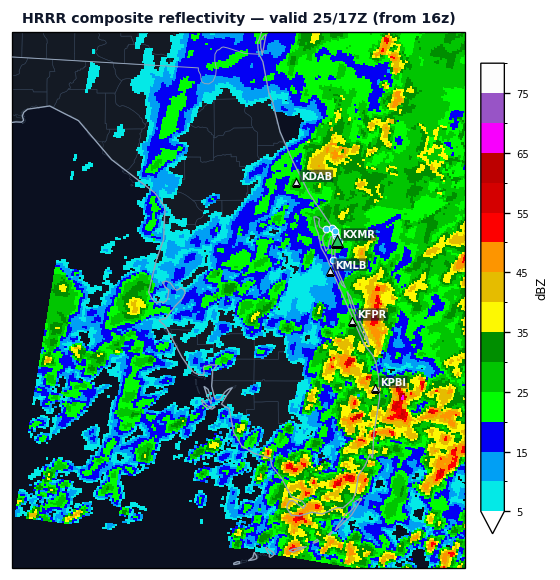 HRRR composite reflectivity — valid 25/17Z (from 16z)
KDAB
KXMR
KMLB
KFPR
KPBI
75
65
55
45
35
25
15
5
dBZ